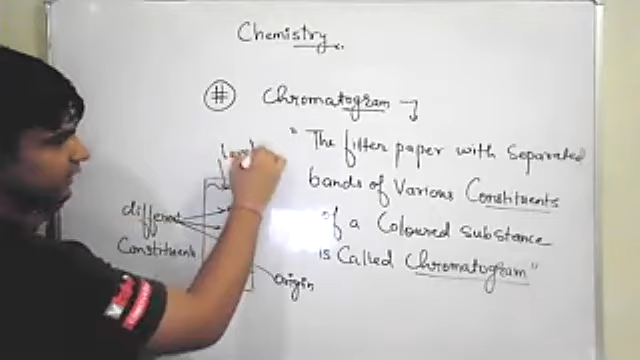 Chemistry
# Chromatogram
" The filter paper with Separated
bands of Various Constituents
of a Coloured substance
is Called Chromatogram"
different
Constituents
Origin